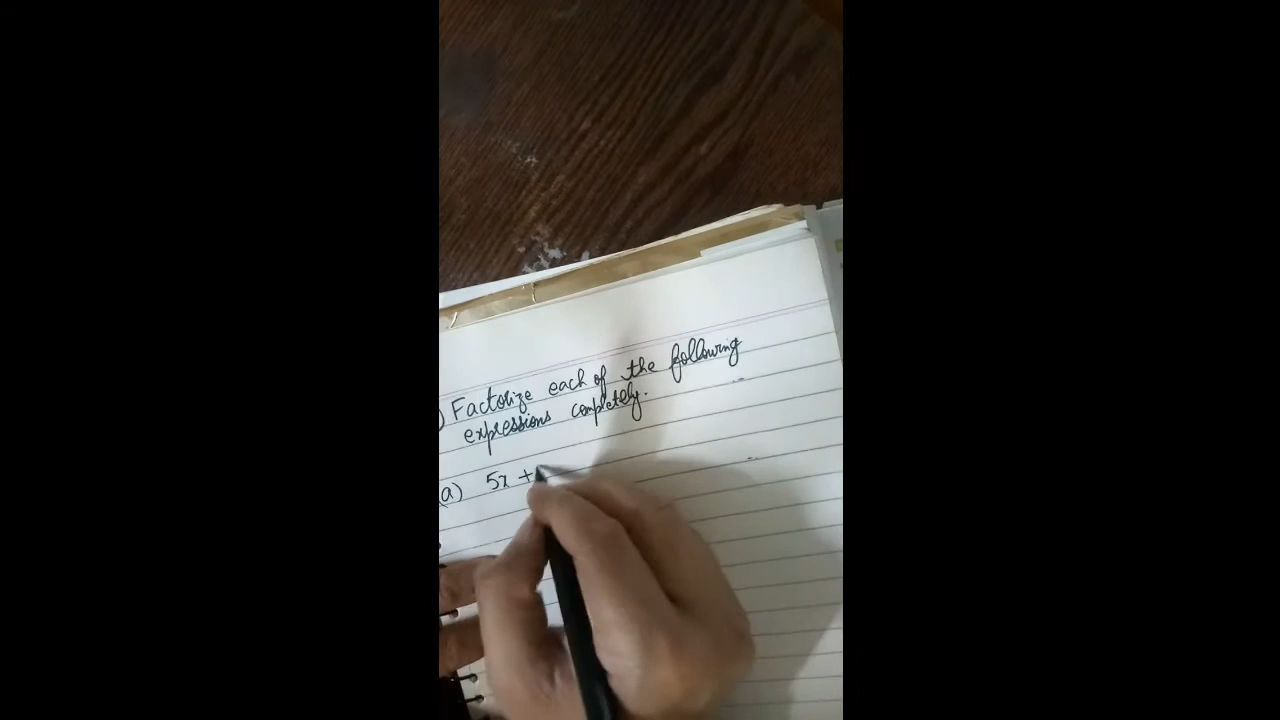 ) Factorize each of the following
expressions completely.
(a) 5x +